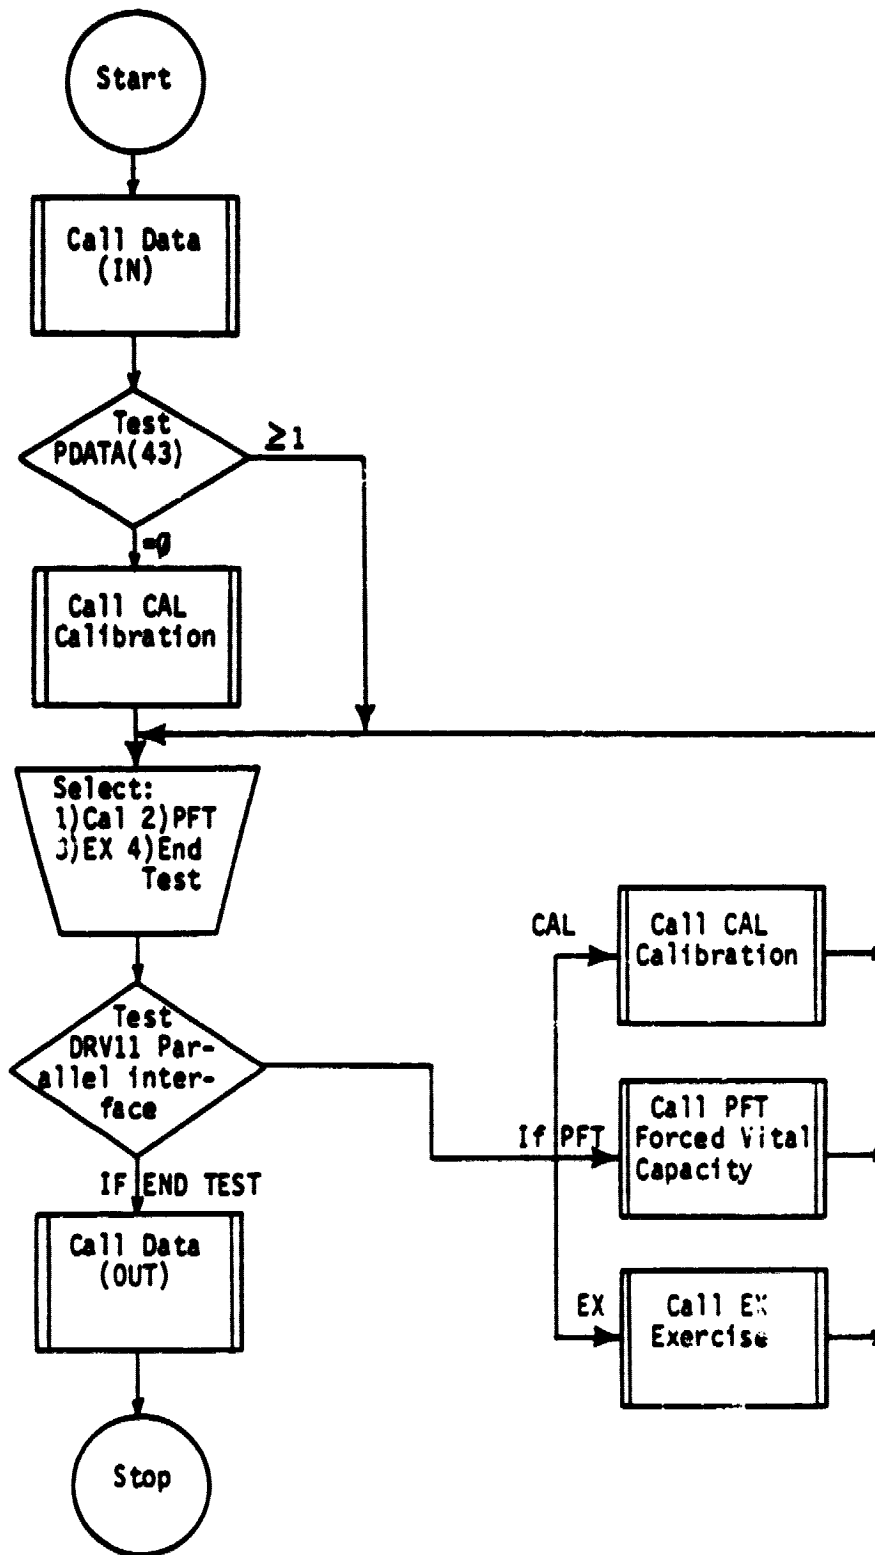 Start
Call Data
(IN)
Test
PDATA(43)
≥1
=0
Call CAL
Calibration
Select:
1)Cal 2)PFT
3)EX 4)End
Test
Test
DRV11 Par-
allel inter-
face
IF END TEST
Call Data
(OUT)
Stop
CAL
Call CAL
Calibration
If PFT
Call PFT
Forced Vital
Capacity
EX
Call EX
Exercise